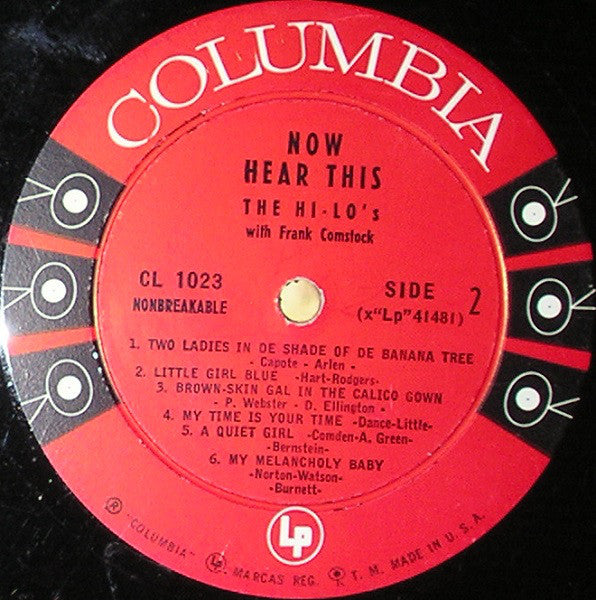 COLUMBIA
NOW
HEAR THIS
THE HI-LO's
with Frank Comstock
CL 1023
NONBREAKABLE
SIDE 2
(x"Lp"41481)
1. TWO LADIES IN DE SHADE OF DE BANANA TREE
- Capote - Arlen -
2. LITTLE GIRL BLUE -Hart-Rodgers-
3. BROWN-SKIN GAL IN THE CALICO GOWN
- P. Webster - D. Ellington -
4. MY TIME IS YOUR TIME -Dance-Little-
5. A QUIET GIRL -Comden-A. Green-
-Bernstein-
6. MY MELANCHOLY BABY
-Norton-Watson-
-Burnett-
LP
® "COLUMBIA" LP MARCAS REG. T. M. MADE IN U.S.A.